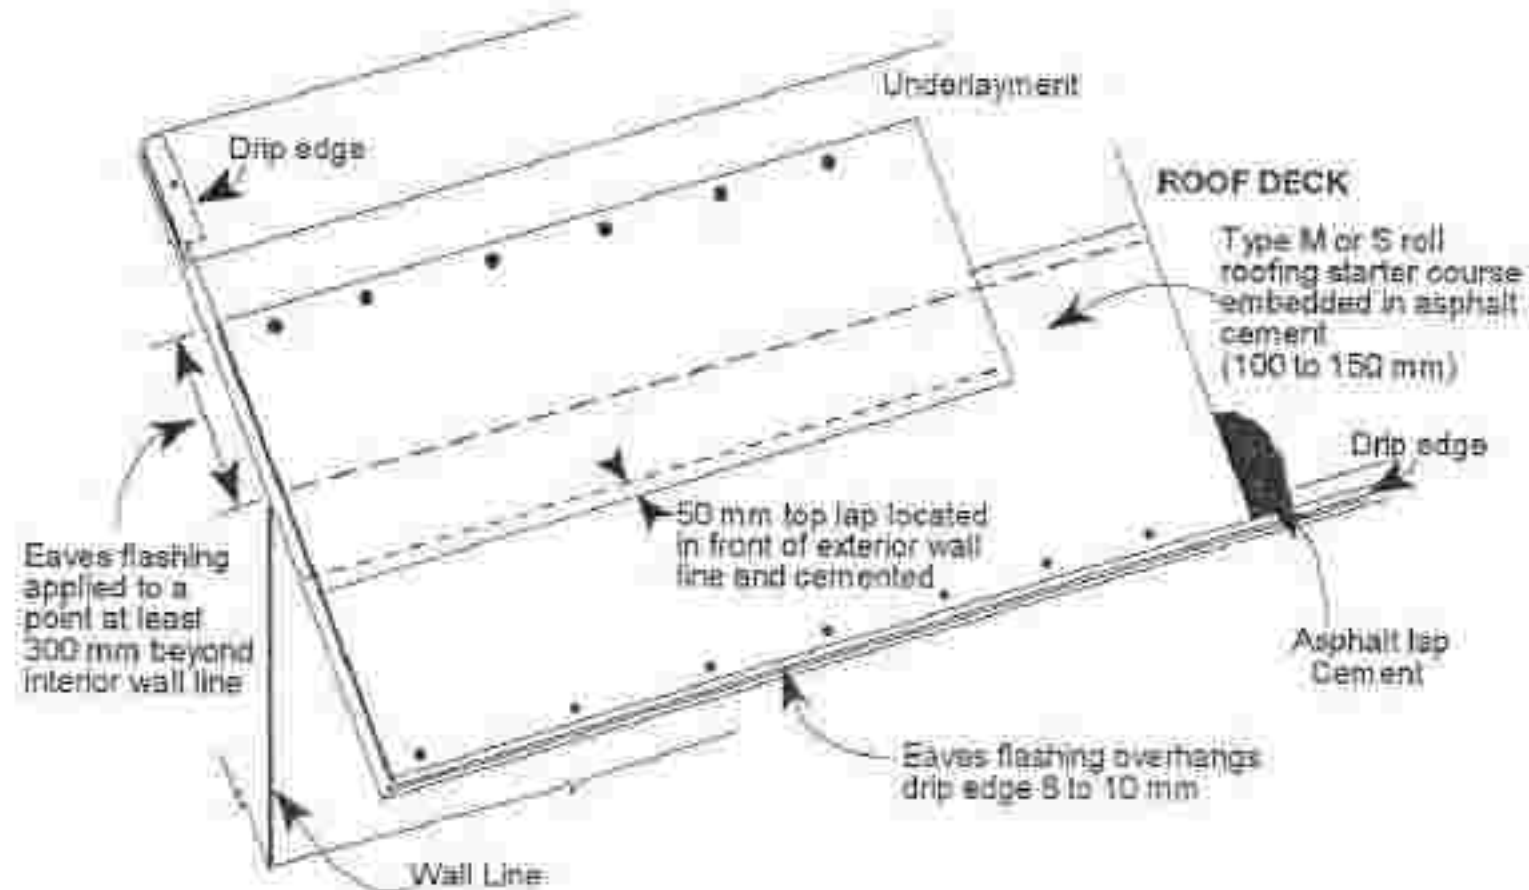 Underlayment
Drip edge
ROOF DECK
Type M or S roll
roofing starter course
embedded in asphalt
cement
(100 to 150 mm)
Drip edge
50 mm top lap located
in front of exterior wall
line and cemented
Eaves flashing
applied to a
point at least
300 mm beyond
interior wall line
Asphalt lap
Cement
Eaves flashing overhangs
drip edge 8 to 10 mm
Wall Line